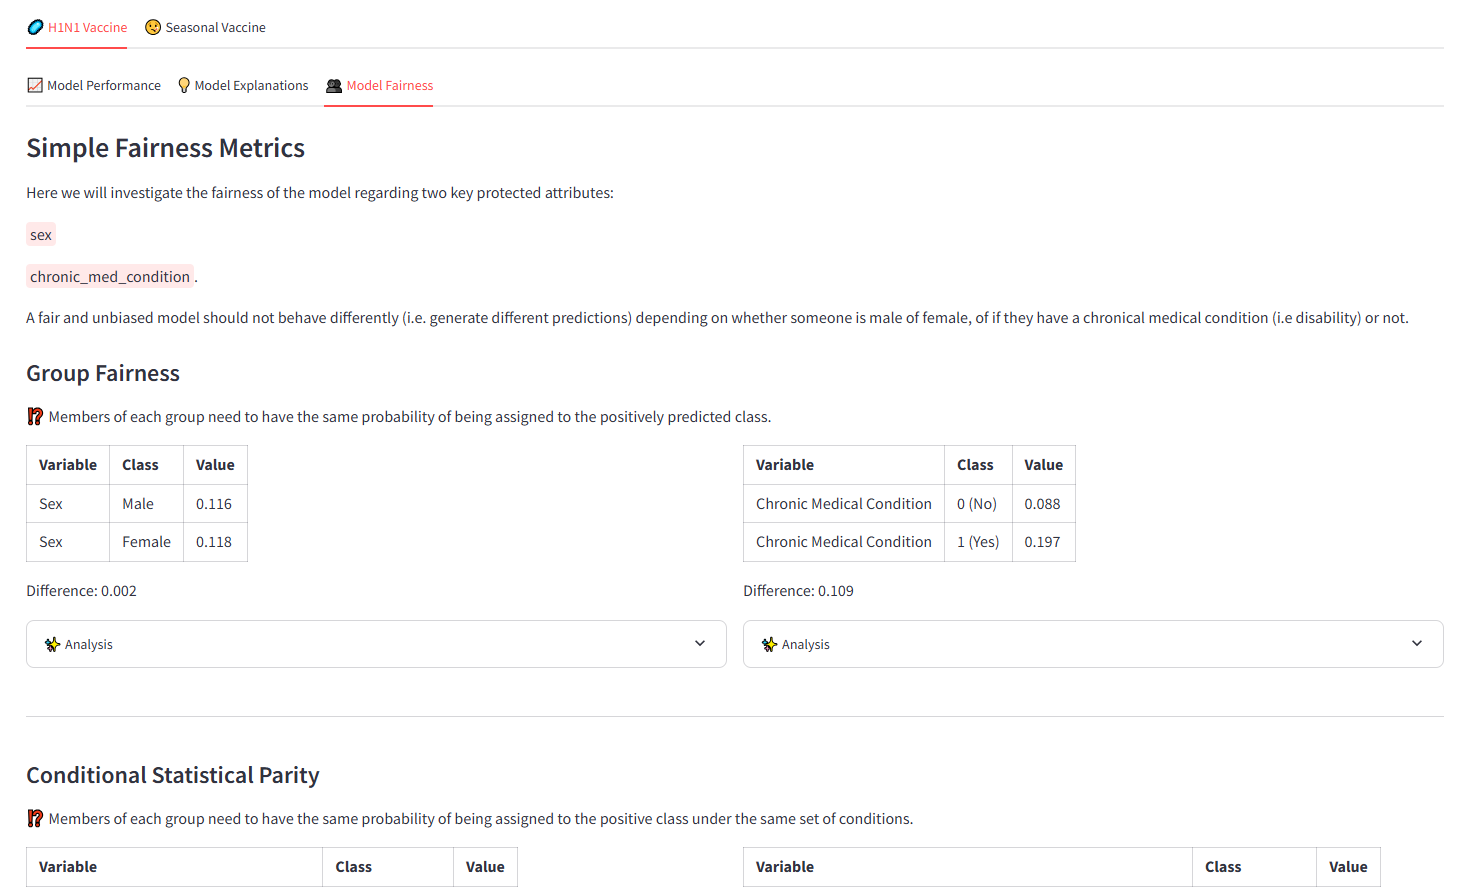 H1N1 Vaccine Seasonal Vaccine
Model Performance Model Explanations Model Fairness
Simple Fairness Metrics
Here we will investigate the fairness of the model regarding two key protected attributes:
sex
chronic_med_condition .
A fair and unbiased model should not behave differently (i.e. generate different predictions) depending on whether someone is male of female, of if they have a chronical medical condition (i.e disability) or not.
Group Fairness
⁉ Members of each group need to have the same probability of being assigned to the positively predicted class.
Variable Class Value
Sex Male 0.116
Sex Female 0.118
Difference: 0.002
Analysis
Variable Class Value
Chronic Medical Condition 0 (No) 0.088
Chronic Medical Condition 1 (Yes) 0.197
Difference: 0.109
Analysis
Conditional Statistical Parity
⁉ Members of each group need to have the same probability of being assigned to the positive class under the same set of conditions.
Variable Class Value
Variable Class Value